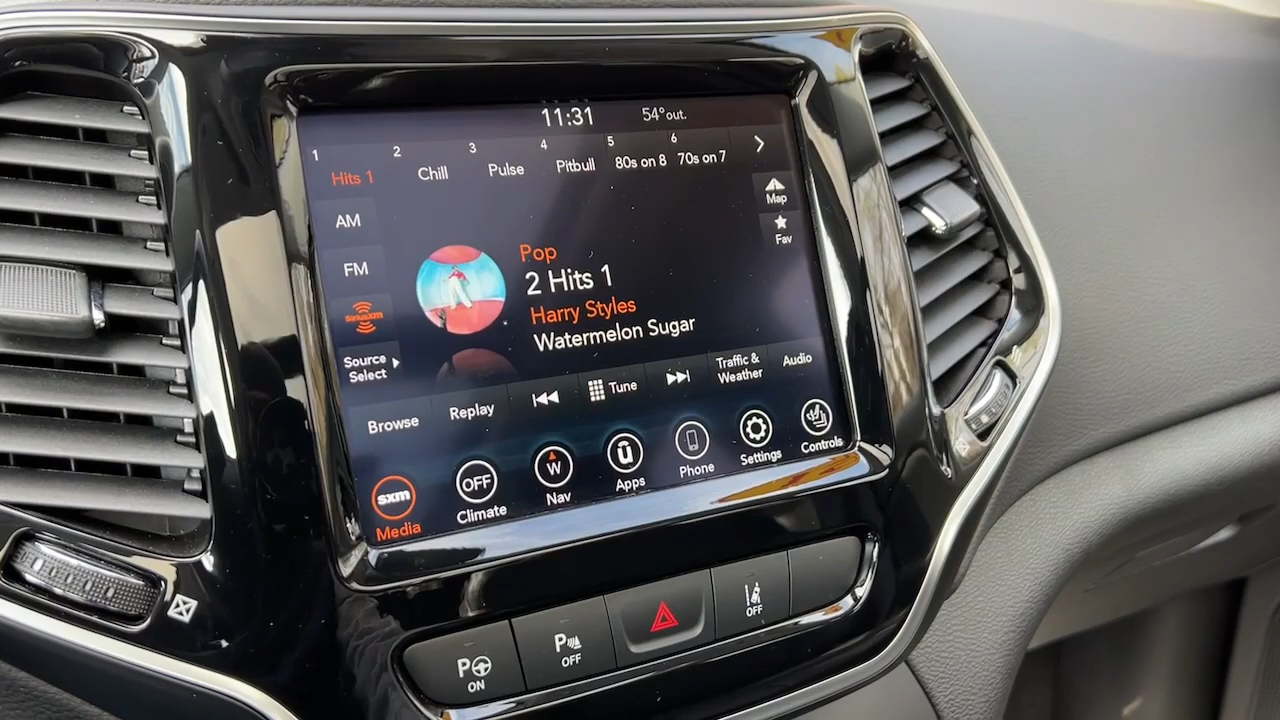 11:31
54°out.
1 2 3 4 5 6
Hits 1 Chill Pulse Pitbull 80s on 8 70s on 7
Map
AM
Fav
FM
Pop
2 Hits 1
siriusxm
Harry Styles
Watermelon Sugar
Source
Select
Browse Replay Tune Traffic & Audio
Weather
sxm OFF W
Media Climate Nav Apps Phone Settings Controls
P ON
P OFF
OFF